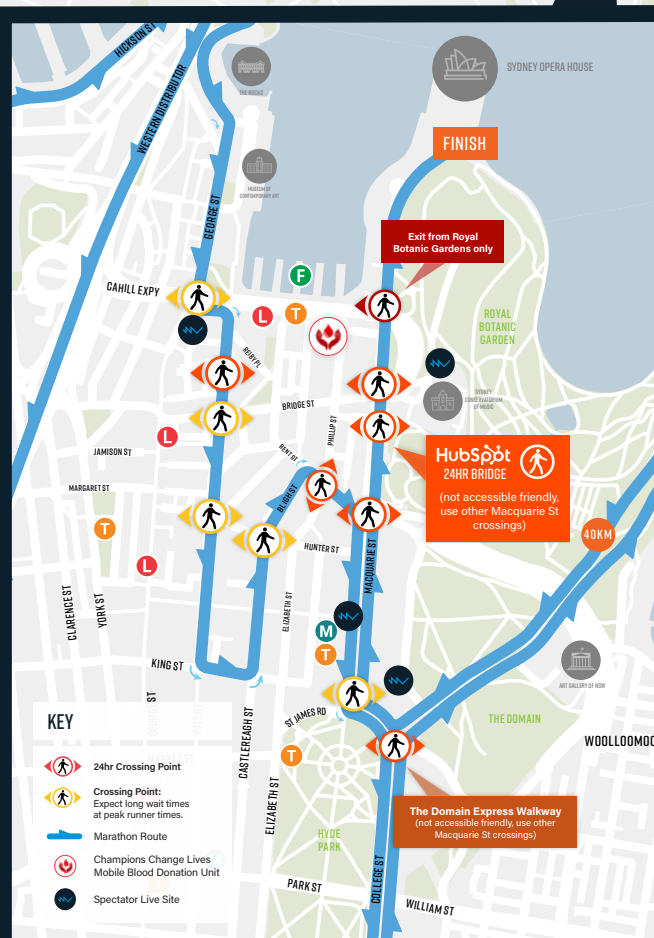 HICKSON ST
WESTERN DISTRIBUTOR
THE ROCKS
SYDNEY OPERA HOUSE
FINISH
MUSEUM OF
CONTEMPORARY ART
GEORGE ST
Exit from Royal
Botanic Gardens only
CAHILL EXPY
F
L
T
ROYAL
BOTANIC
GARDEN
REIBY PL
BRIDGE ST
PHILLIP ST
SYDNEY
CONSERVATORIUM
OF MUSIC
L
JAMISON ST
BENT ST
HubSpot
24HR BRIDGE
(not accessible friendly,
use other Macquarie St
crossings)
MARGARET ST
BLIGH ST
T
40KM
HUNTER ST
MACQUARIE ST
L
CLARENCE ST
YORK ST
ELIZABETH ST
M
T
KING ST
ART GALLERY OF NSW
ST JAMES RD
THE DOMAIN
CASTLEREAGH ST
WOOLLOOMOO
T
ELIZABETH ST
The Domain Express Walkway
(not accessible friendly, use other
Macquarie St crossings)
HYDE
PARK
COLLEGE ST
PARK ST
WILLIAM ST
KEY
24hr Crossing Point
Crossing Point:
Expect long wait times
at peak runner times.
Marathon Route
Champions Change Lives
Mobile Blood Donation Unit
Spectator Live Site